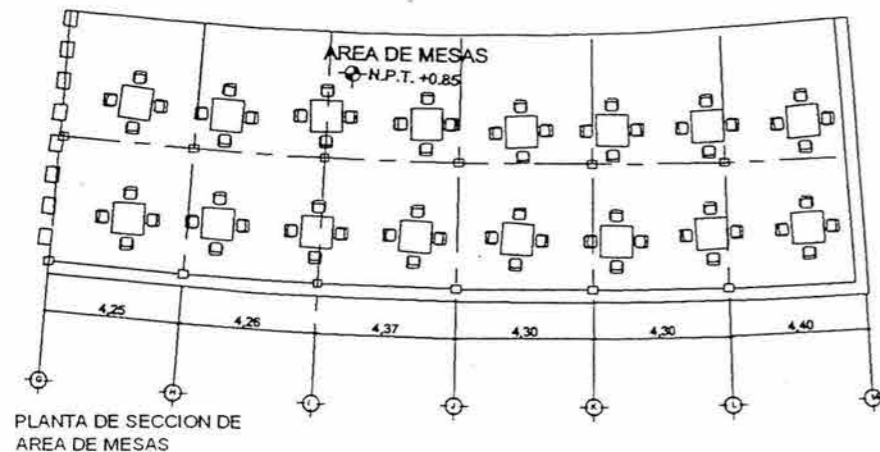 AREA DE MESAS
N.P.T. +0.85
4,25
4,26
4,37
4,30
4,30
4,40
G
H
I
J
K
L
M
PLANTA DE SECCION DE
AREA DE MESAS